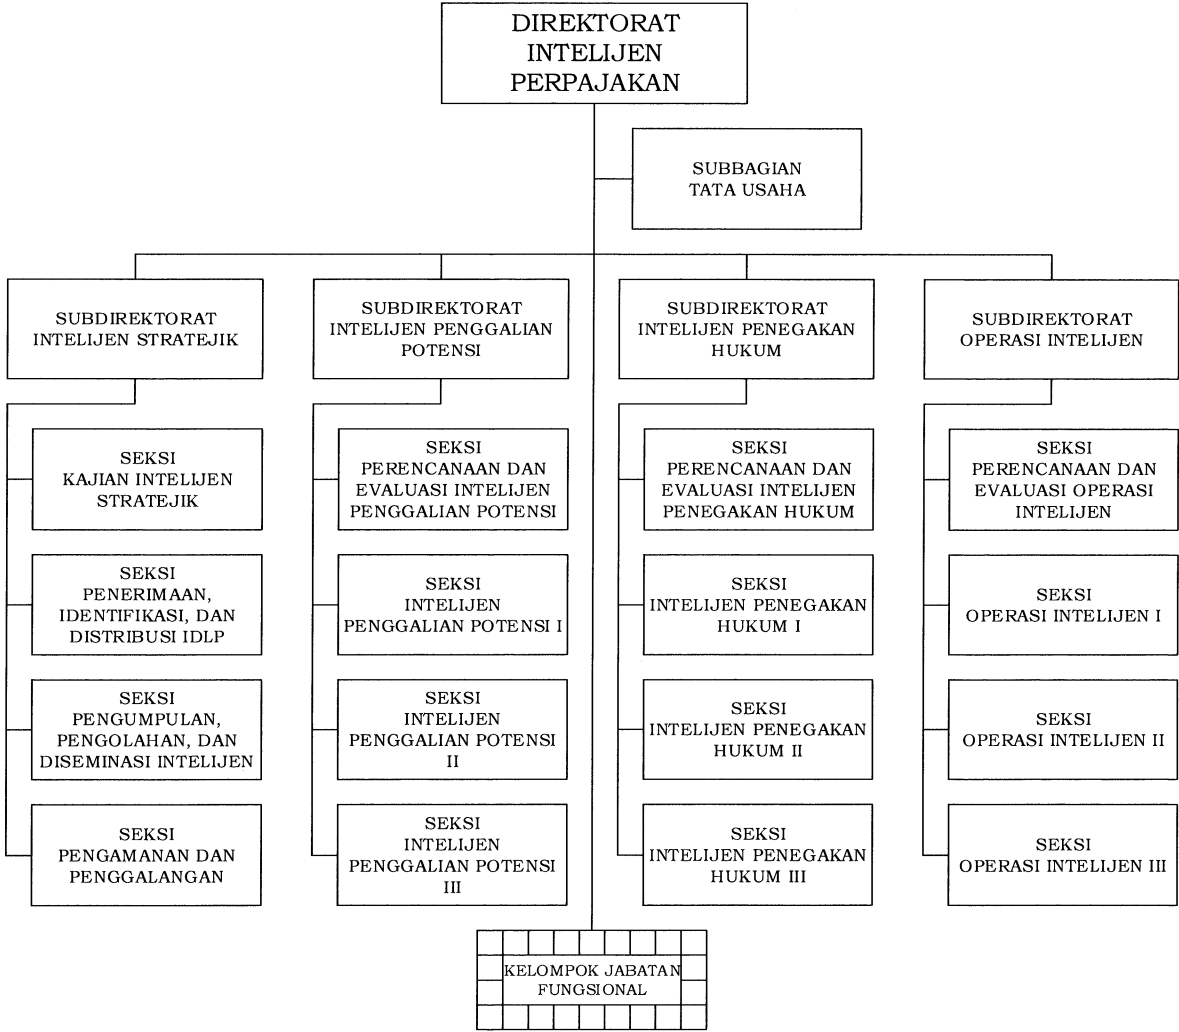 DIREKTORAT
INTELIJEN
PERPAJAKAN
SUBBAGIAN
TATA USAHA
SUBDIREKTORAT
INTELIJEN STRATEJIK
SUBDIREKTORAT
INTELIJEN PENGGALIAN
POTENSI
SUBDIREKTORAT
INTELIJEN PENEGAKAN
HUKUM
SUBDIREKTORAT
OPERASI INTELIJEN
SEKSI
KAJIAN INTELIJEN
STRATEJIK
SEKSI
PERENCANAAN DAN
EVALUASI INTELIJEN
PENGGALIAN POTENSI
SEKSI
PERENCANAAN DAN
EVALUASI INTELIJEN
PENEGAKAN HUKUM
SEKSI
PERENCANAAN DAN
EVALUASI OPERASI
INTELIJEN
SEKSI
PENERIMAAN,
IDENTIFIKASI, DAN
DISTRIBUSI IDLP
SEKSI
INTELIJEN
PENGGALIAN POTENSI I
SEKSI
INTELIJEN PENEGAKAN
HUKUM I
SEKSI
OPERASI INTELIJEN I
SEKSI
PENGUMPULAN,
PENGOLAHAN, DAN
DISEMINASI INTELIJEN
SEKSI
INTELIJEN
PENGGALIAN POTENSI
II
SEKSI
INTELIJEN PENEGAKAN
HUKUM II
SEKSI
OPERASI INTELIJEN II
SEKSI
PENGAMANAN DAN
PENGGALANGAN
SEKSI
INTELIJEN
PENGGALIAN POTENSI
III
SEKSI
INTELIJEN PENEGAKAN
HUKUM III
SEKSI
OPERASI INTELIJEN III
KELOMPOK JABATAN
FUNGSIONAL